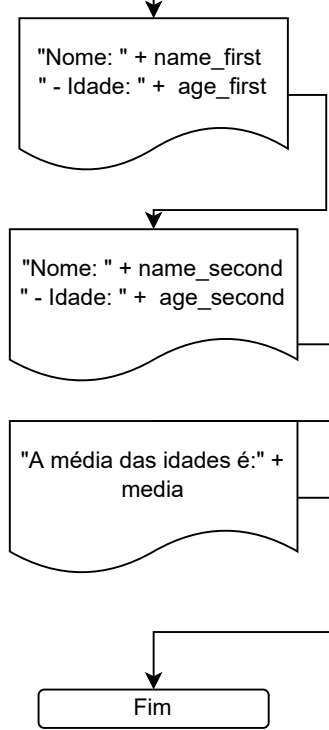 "Nome: " + name_first
" - Idade: " + age_first
"Nome: " + name_second
" - Idade: " + age_second
"A média das idades é:" +
media
Fim